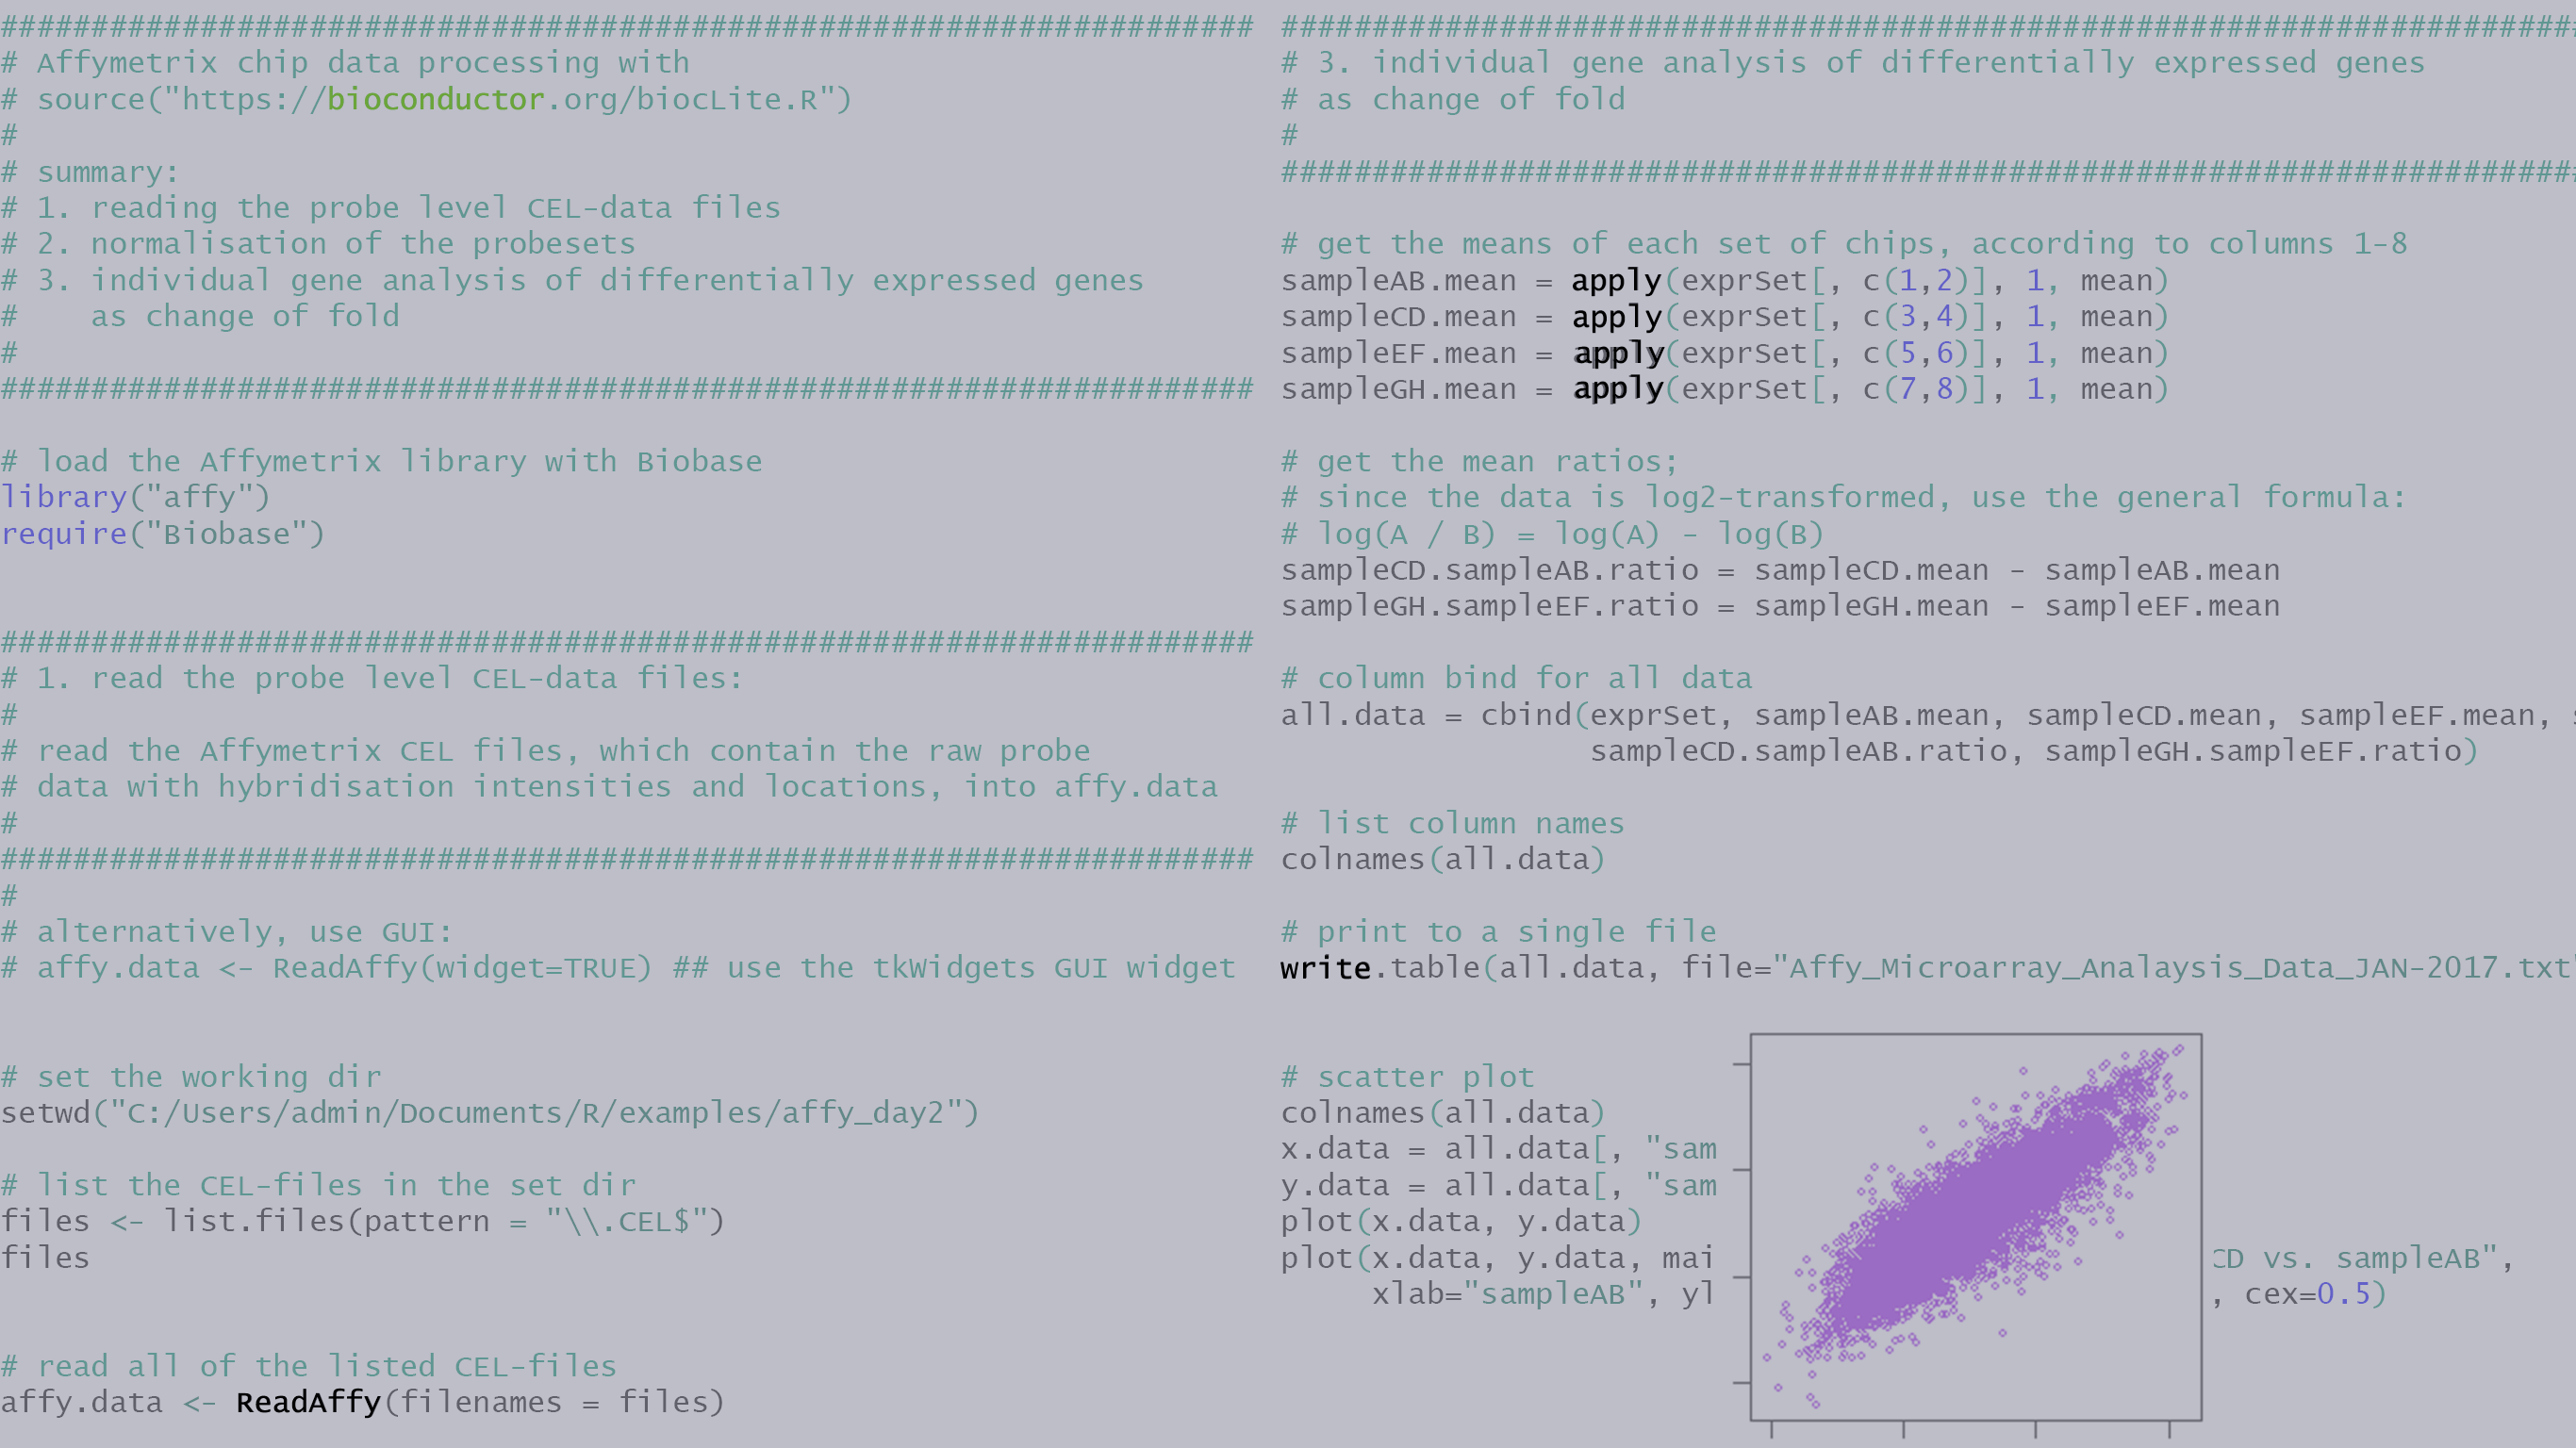 ######################################################################
# Affymetrix chip data processing with
# source("https://bioconductor.org/biocLite.R")
#
# summary:
# 1. reading the probe level CEL-data files
# 2. normalisation of the probesets
# 3. individual gene analysis of differentially expressed genes
#    as change of fold
#
######################################################################
# load the Affymetrix library with Biobase
library("affy")
require("Biobase")
######################################################################
# 1. read the probe level CEL-data files:
#
# read the Affymetrix CEL files, which contain the raw probe
# data with hybridisation intensities and locations, into affy.data
#
######################################################################
#
# alternatively, use GUI:
# affy.data <- ReadAffy(widget=TRUE) ## use the tkWidgets GUI widget
# set the working dir
setwd("C:/Users/admin/Documents/R/examples/affy_day2")
# list the CEL-files in the set dir
files <- list.files(pattern = "\\.CEL$")
files
# read all of the listed CEL-files
affy.data <- ReadAffy(filenames = files)
########################################################################
# 3. individual gene analysis of differentially expressed genes
# as change of fold
#
########################################################################
# get the means of each set of chips, according to columns 1-8
sampleAB.mean = apply(exprSet[, c(1,2)], 1, mean)
sampleCD.mean = apply(exprSet[, c(3,4)], 1, mean)
sampleEF.mean = apply(exprSet[, c(5,6)], 1, mean)
sampleGH.mean = apply(exprSet[, c(7,8)], 1, mean)
# get the mean ratios;
# since the data is log2-transformed, use the general formula:
# log(A / B) = log(A) - log(B)
sampleCD.sampleAB.ratio = sampleCD.mean - sampleAB.mean
sampleGH.sampleEF.ratio = sampleGH.mean - sampleEF.mean
# column bind for all data
all.data = cbind(exprSet, sampleAB.mean, sampleCD.mean, sampleEF.mean,
                 sampleCD.sampleAB.ratio, sampleGH.sampleEF.ratio)
# list column names
colnames(all.data)
# print to a single file
write.table(all.data, file="Affy_Microarray_Analaysis_Data_JAN-2017.txt"
# scatter plot
colnames(all.data)
x.data = all.data[, "sam
y.data = all.data[, "sam
plot(x.data, y.data)
plot(x.data, y.data, mai CD vs. sampleAB",
     xlab="sampleAB", yl , cex=0.5)